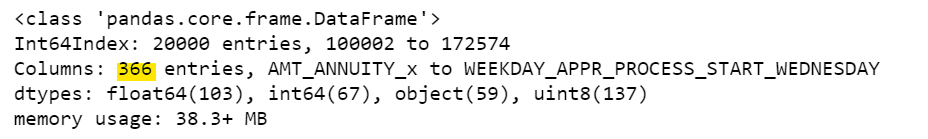 <class 'pandas.core.frame.DataFrame'>
Int64Index: 20000 entries, 100002 to 172574
Columns: 366 entries, AMT_ANNUITY_x to WEEKDAY_APPR_PROCESS_START_WEDNESDAY
dtypes: float64(103), int64(67), object(59), uint8(137)
memory usage: 38.3+ MB